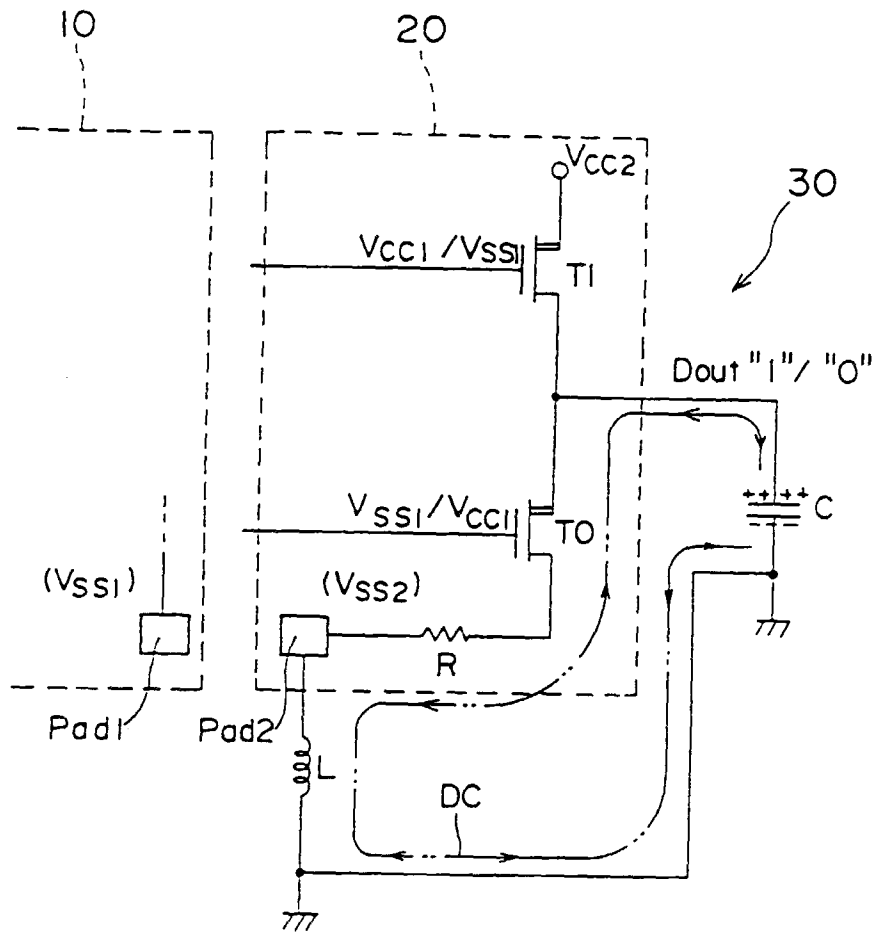 10
20
VCC2
30
VCC1/VSS1
T1
Dout "1"/"0"
VSS1/VCC1
T0
++++
C
(VSS1)
(VSS2)
R
Pad1
Pad2
L
DC